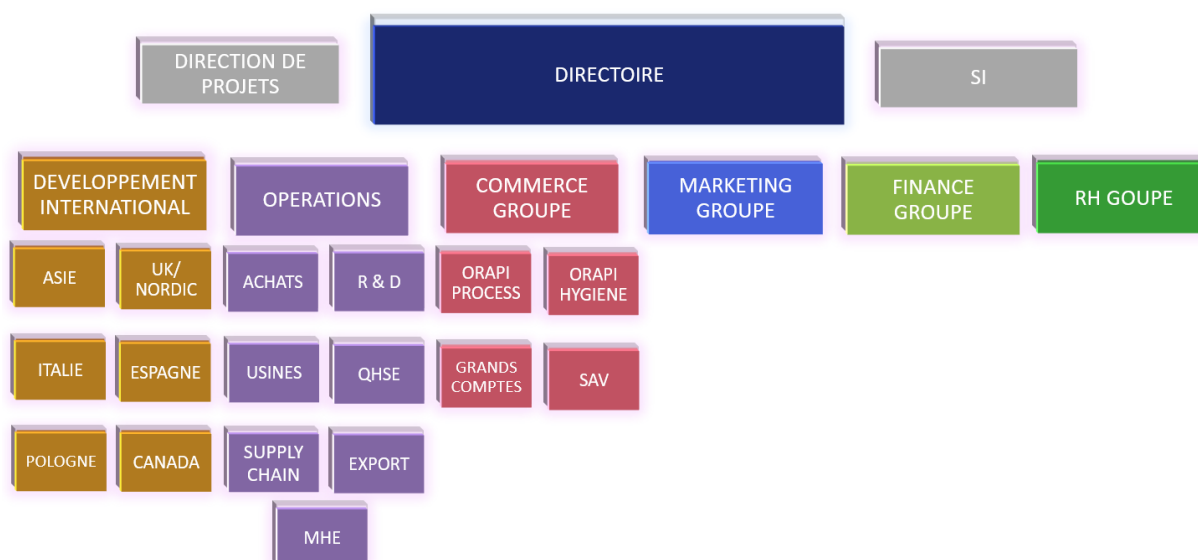 DIRECTION DE
PROJETS
DIRECTOIRE
SI
DEVELOPPEMENT
INTERNATIONAL
OPERATIONS
COMMERCE
GROUPE
MARKETING
GROUPE
FINANCE
GROUPE
RH GOUPE
ASIE
UK/
NORDIC
ACHATS
R & D
ORAPI
PROCESS
ORAPI
HYGIENE
ITALIE
ESPAGNE
USINES
QHSE
GRANDS
COMPTES
SAV
POLOGNE
CANADA
SUPPLY
CHAIN
EXPORT
MHE